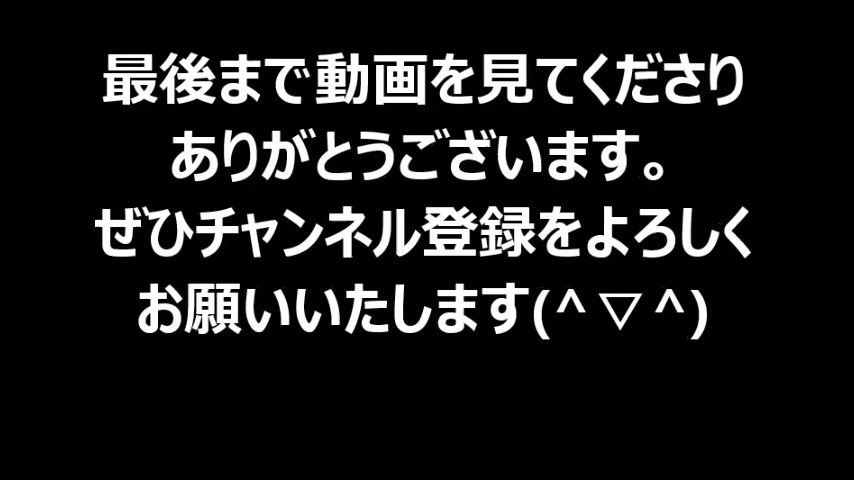 最後まで動画を見てくださり
ありがとうございます。
ぜひチャンネル登録をよろしく
お願いいたします(^▽^)